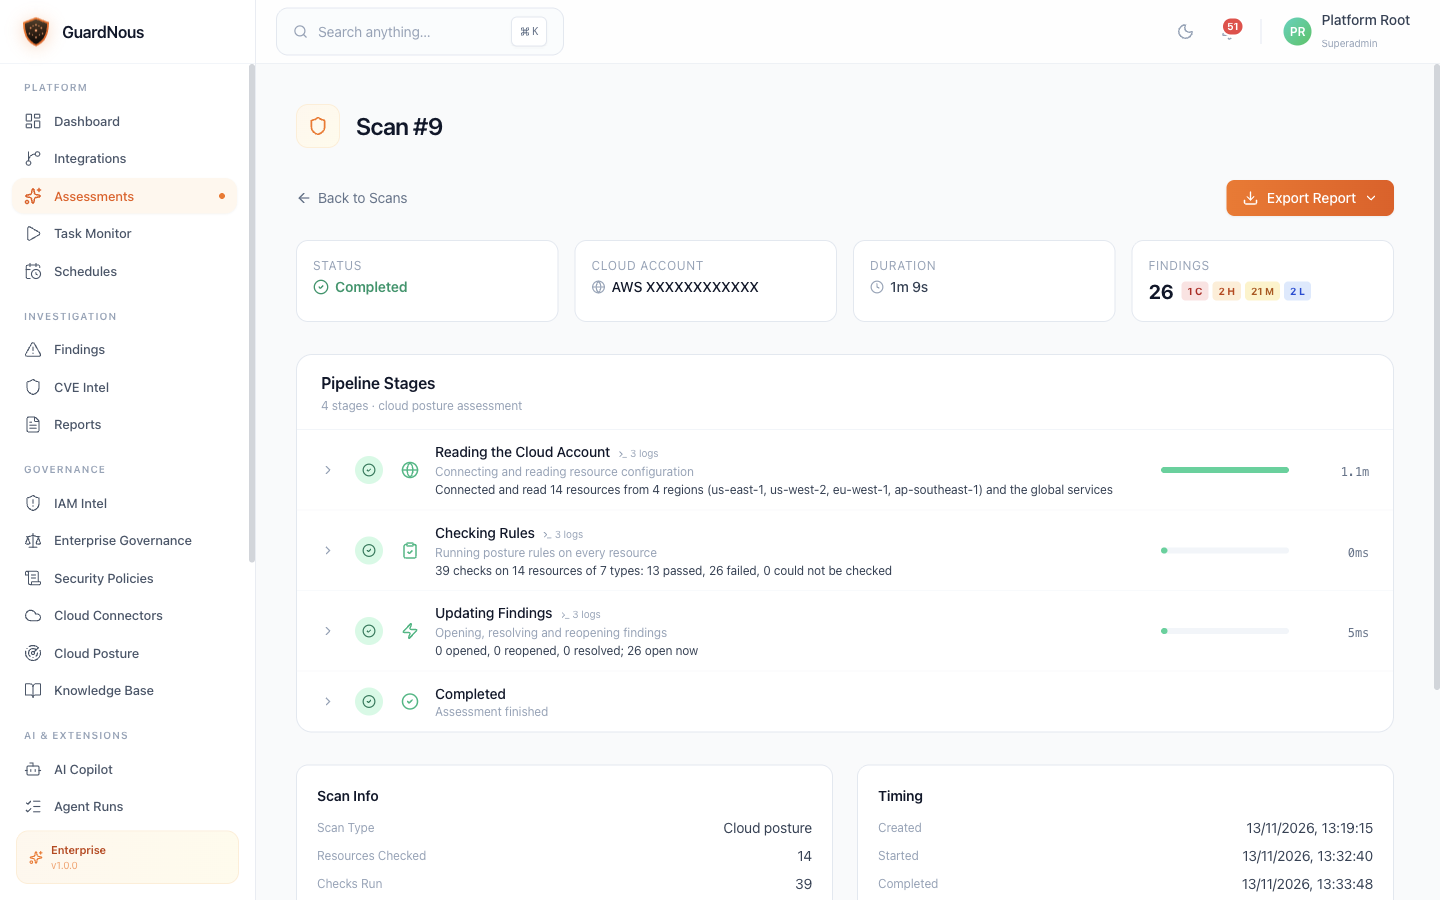 GuardNous
Search anything...
⌘ K
51
PR
Platform Root
Superadmin
PLATFORM
Dashboard
Integrations
Assessments
Task Monitor
Schedules
INVESTIGATION
Findings
CVE Intel
Reports
GOVERNANCE
IAM Intel
Enterprise Governance
Security Policies
Cloud Connectors
Cloud Posture
Knowledge Base
AI & EXTENSIONS
AI Copilot
Agent Runs
Enterprise
v1.0.0
Scan #9
Back to Scans
Export Report
STATUS
Completed
CLOUD ACCOUNT
AWS XXXXXXXXXXXX
DURATION
1m 9s
FINDINGS
26 1 C 2 H 21 M 2 L
Pipeline Stages
4 stages · cloud posture assessment
Reading the Cloud Account >_ 3 logs
Connecting and reading resource configuration
Connected and read 14 resources from 4 regions (us-east-1, us-west-2, eu-west-1, ap-southeast-1) and the global services
1.1m
Checking Rules >_ 3 logs
Running posture rules on every resource
39 checks on 14 resources of 7 types: 13 passed, 26 failed, 0 could not be checked
0ms
Updating Findings >_ 3 logs
Opening, resolving and reopening findings
0 opened, 0 reopened, 0 resolved; 26 open now
5ms
Completed
Assessment finished
Scan Info
Scan Type Cloud posture
Resources Checked 14
Checks Run 39
Timing
Created 13/11/2026, 13:19:15
Started 13/11/2026, 13:32:40
Completed 13/11/2026, 13:33:48